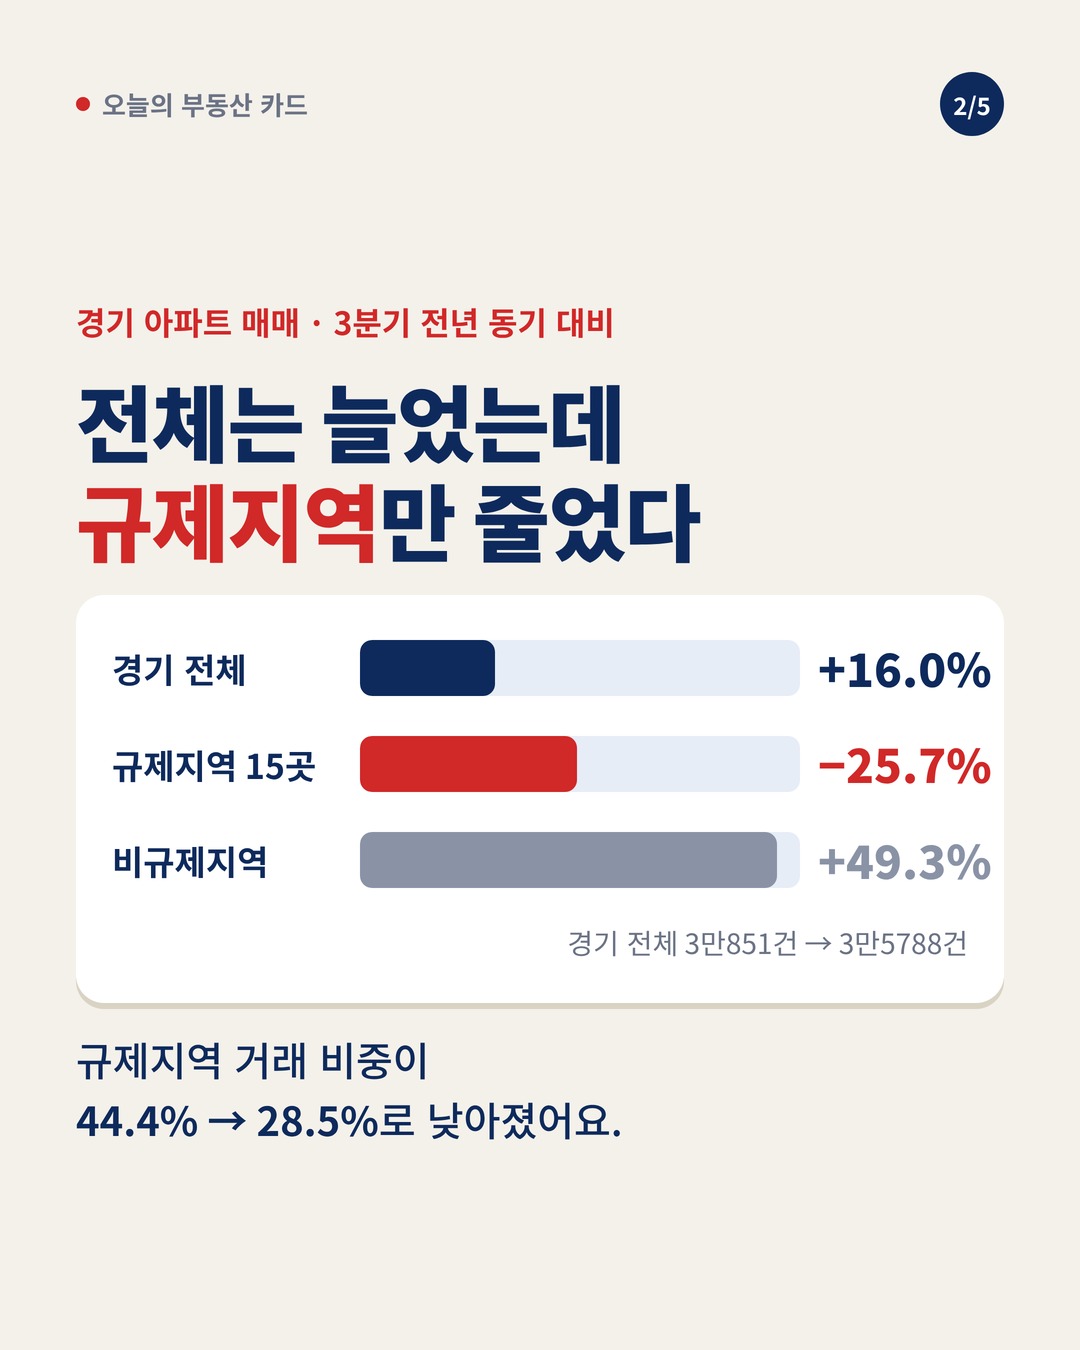 오늘의 부동산 카드
2/5
경기 아파트 매매 · 3분기 전년 동기 대비
전체는 늘었는데
규제지역만 줄었다
경기 전체 +16.0%
규제지역 15곳 −25.7%
비규제지역 +49.3%
경기 전체 3만851건 → 3만5788건
규제지역 거래 비중이
44.4% → 28.5%로 낮아졌어요.